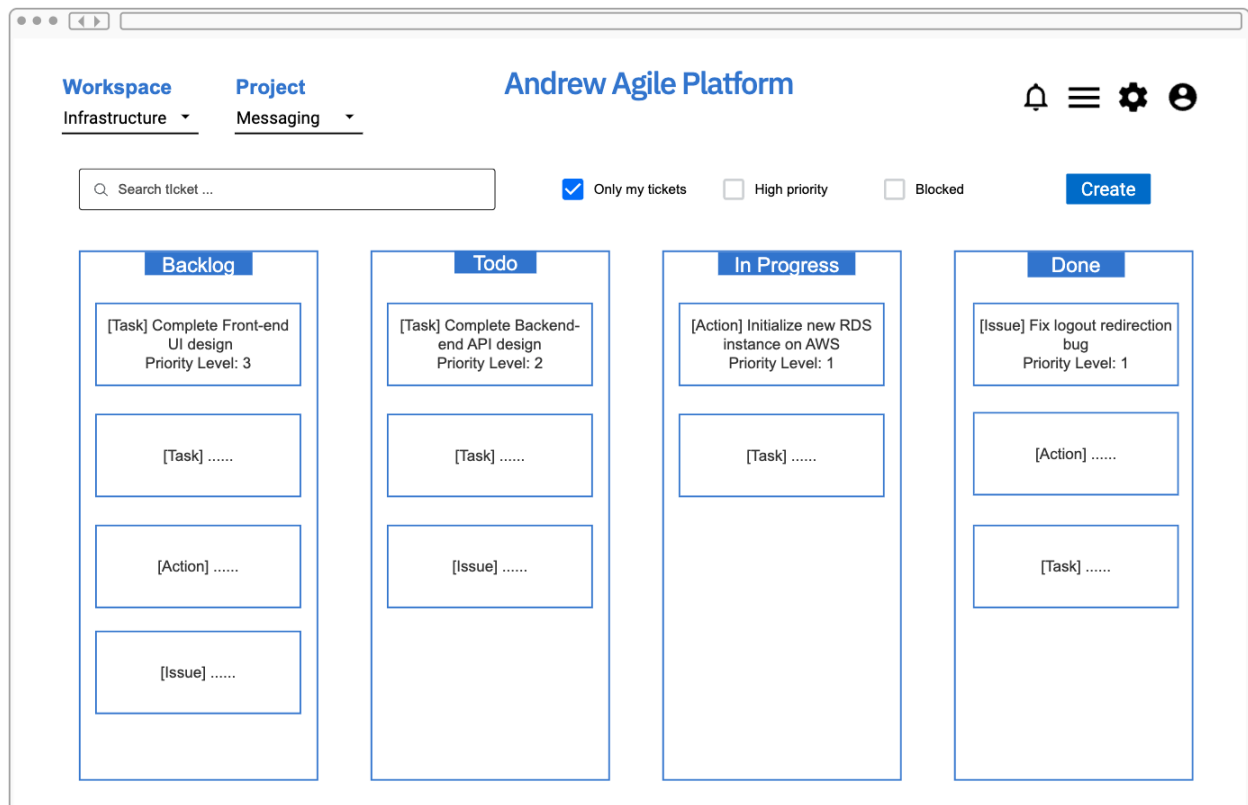 Andrew Agile Platform
Workspace
Project
Infrastructure
Messaging
Search tIcket ...
Only my tickets
High priority
Blocked
Create
Backlog
[Task] Complete Front-end
UI design
Priority Level: 3
[Task] ......
[Action] ......
[Issue] ......
Todo
[Task] Complete Backend-
end API design
Priority Level: 2
[Task] ......
[Issue] ......
In Progress
[Action] Initialize new RDS
instance on AWS
Priority Level: 1
[Task] ......
Done
[Issue] Fix logout redirection
bug
Priority Level: 1
[Action] ......
[Task] ......